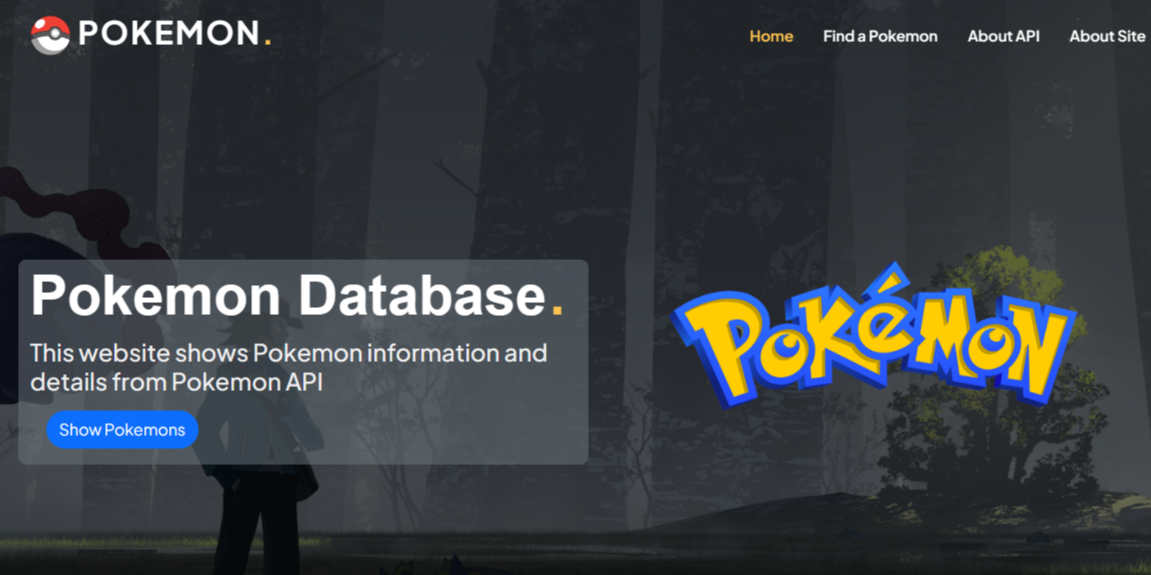 POKEMON.
Home Find a Pokemon About API About Site
Pokemon Database.
This website shows Pokemon information and
details from Pokemon API
Show Pokemons
POKéMON